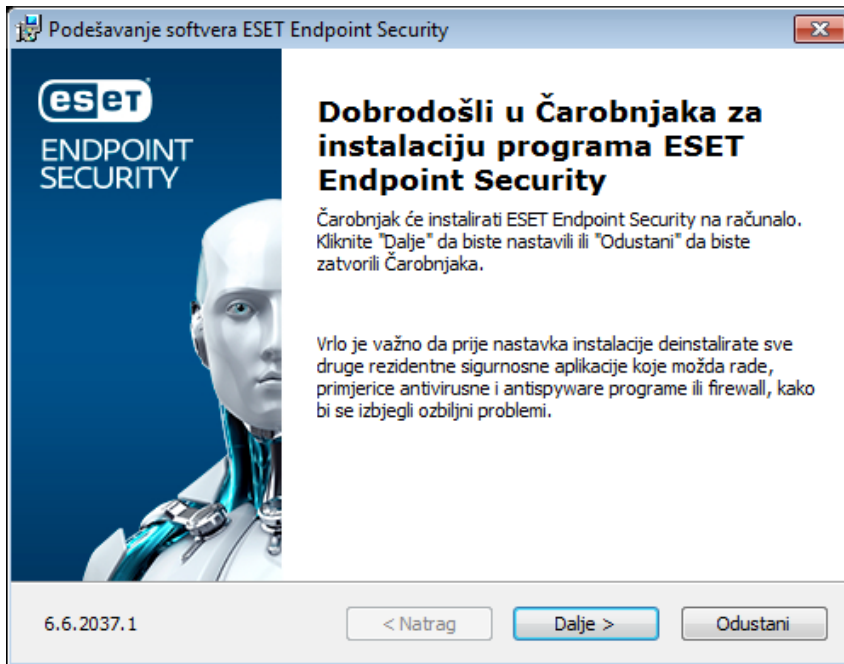 Podešavanje softvera ESET Endpoint Security
eset
ENDPOINT
SECURITY
Dobrodošli u Čarobnjaka za
instalaciju programa ESET
Endpoint Security
Čarobnjak će instalirati ESET Endpoint Security na računalo.
Kliknite "Dalje" da biste nastavili ili "Odustani" da biste
zatvorili Čarobnjaka.
Vrlo je važno da prije nastavka instalacije deinstalirate sve
druge rezidentne sigurnosne aplikacije koje možda rade,
primjerice antivirusne i antispyware programe ili firewall, kako
bi se izbjegli ozbiljni problemi.
6.6.2037.1
< Natrag
Dalje >
Odustani